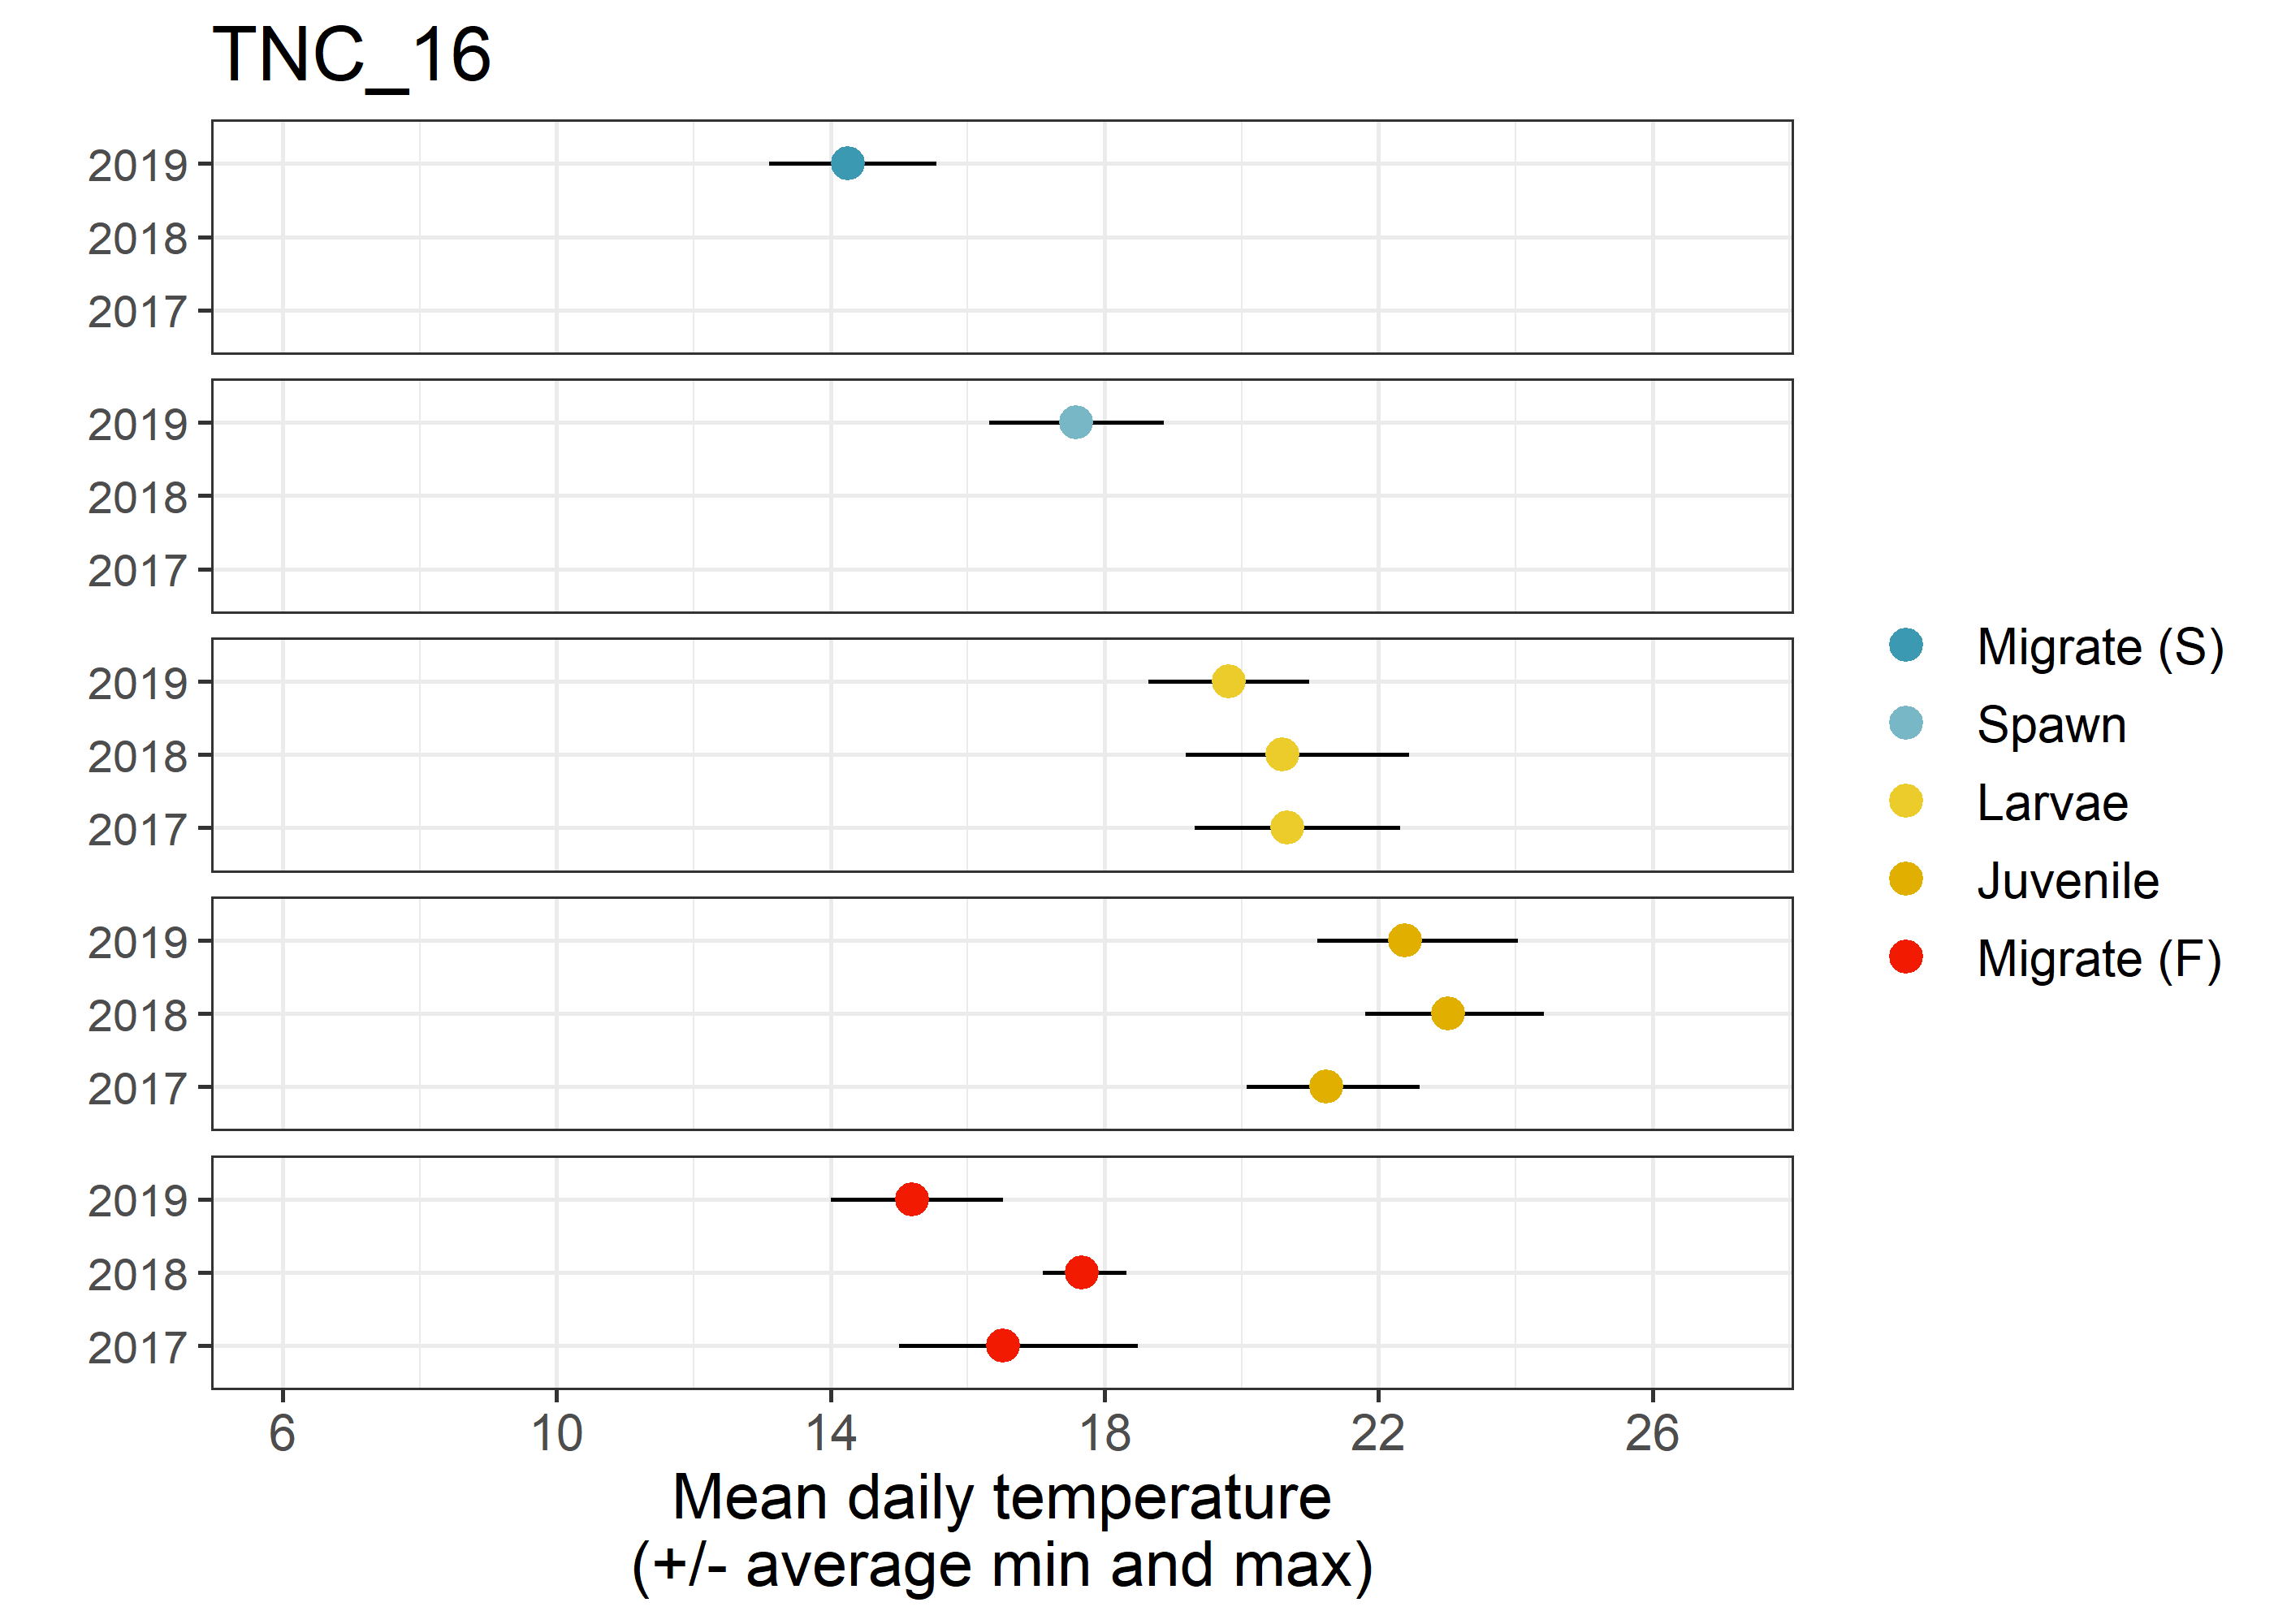 TNC_16
2019
2018
2017
2019
2018
2017
2019
2018
2017
2019
2018
2017
2019
2018
2017
6 10 14 18 22 26
Mean daily temperature
(+/- average min and max)
Migrate (S)
Spawn
Larvae
Juvenile
Migrate (F)